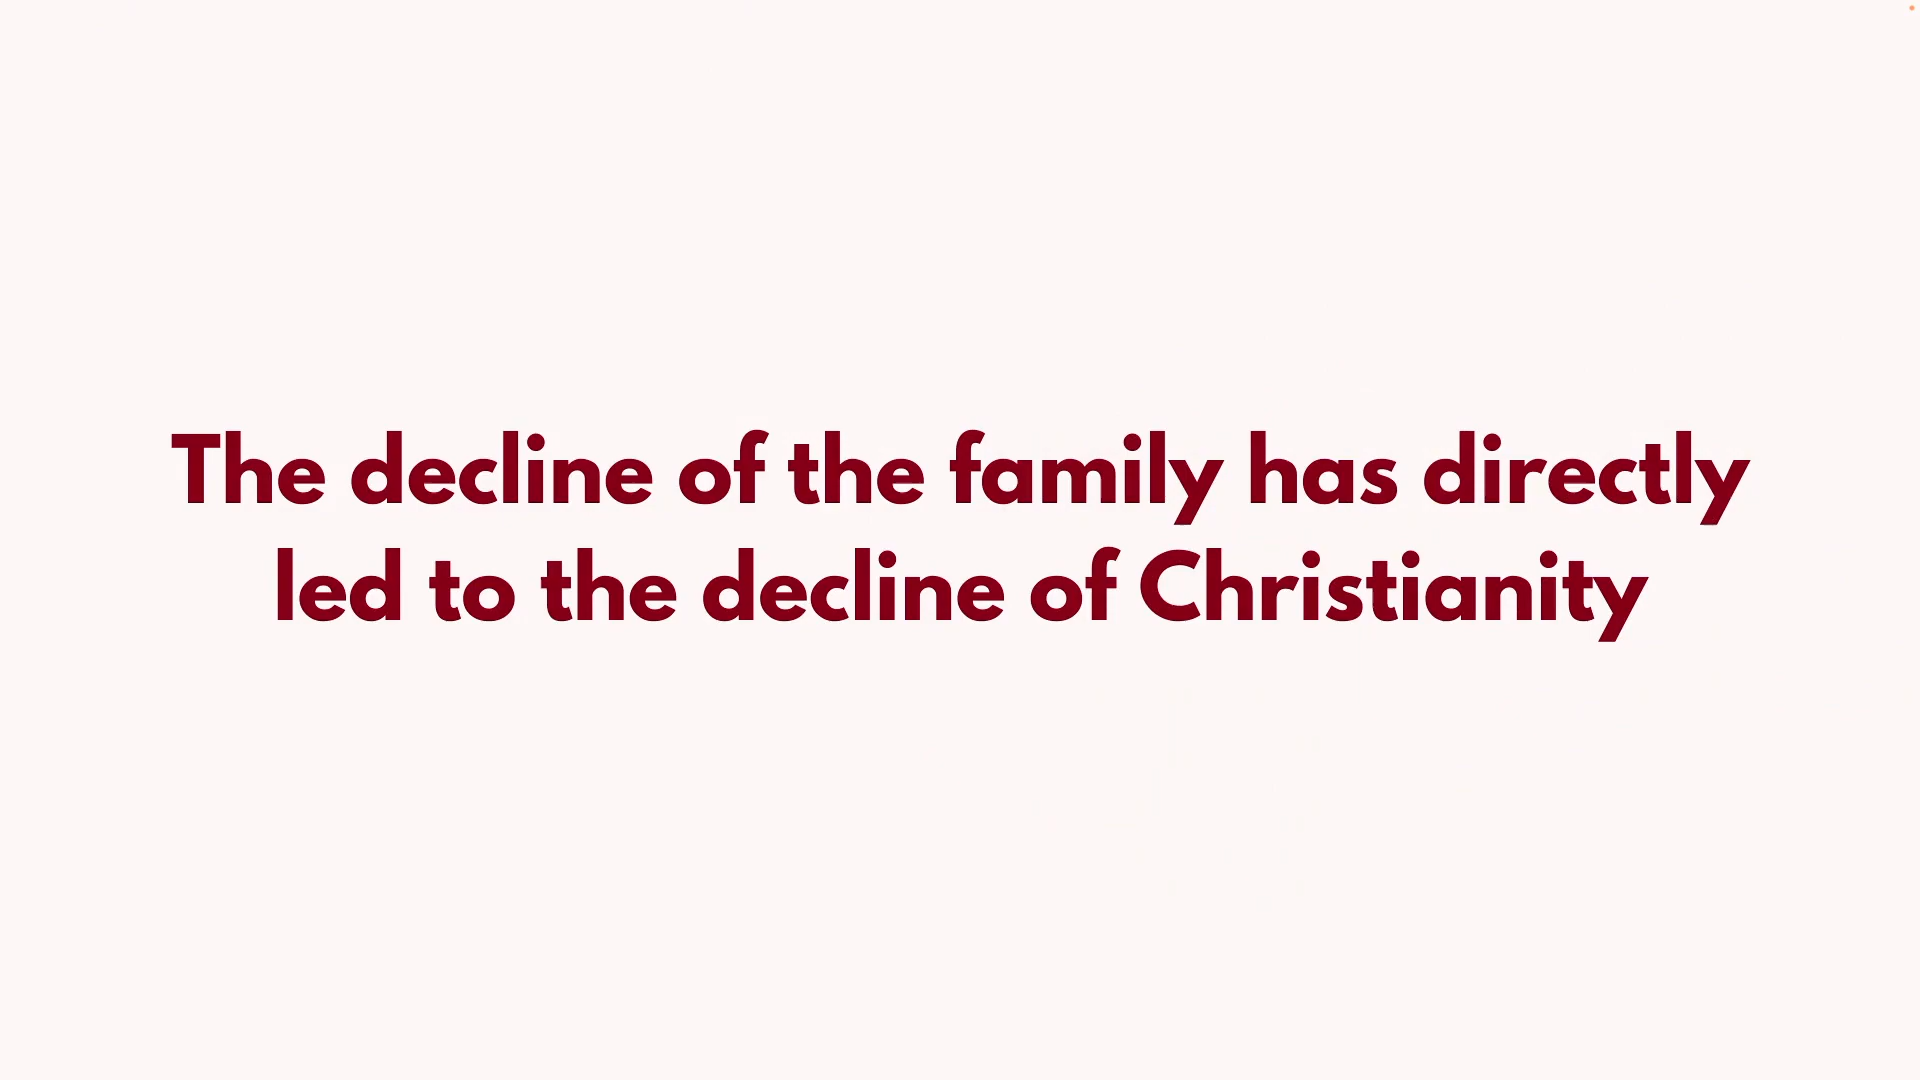 The decline of the family has directly
led to the decline of Christianity